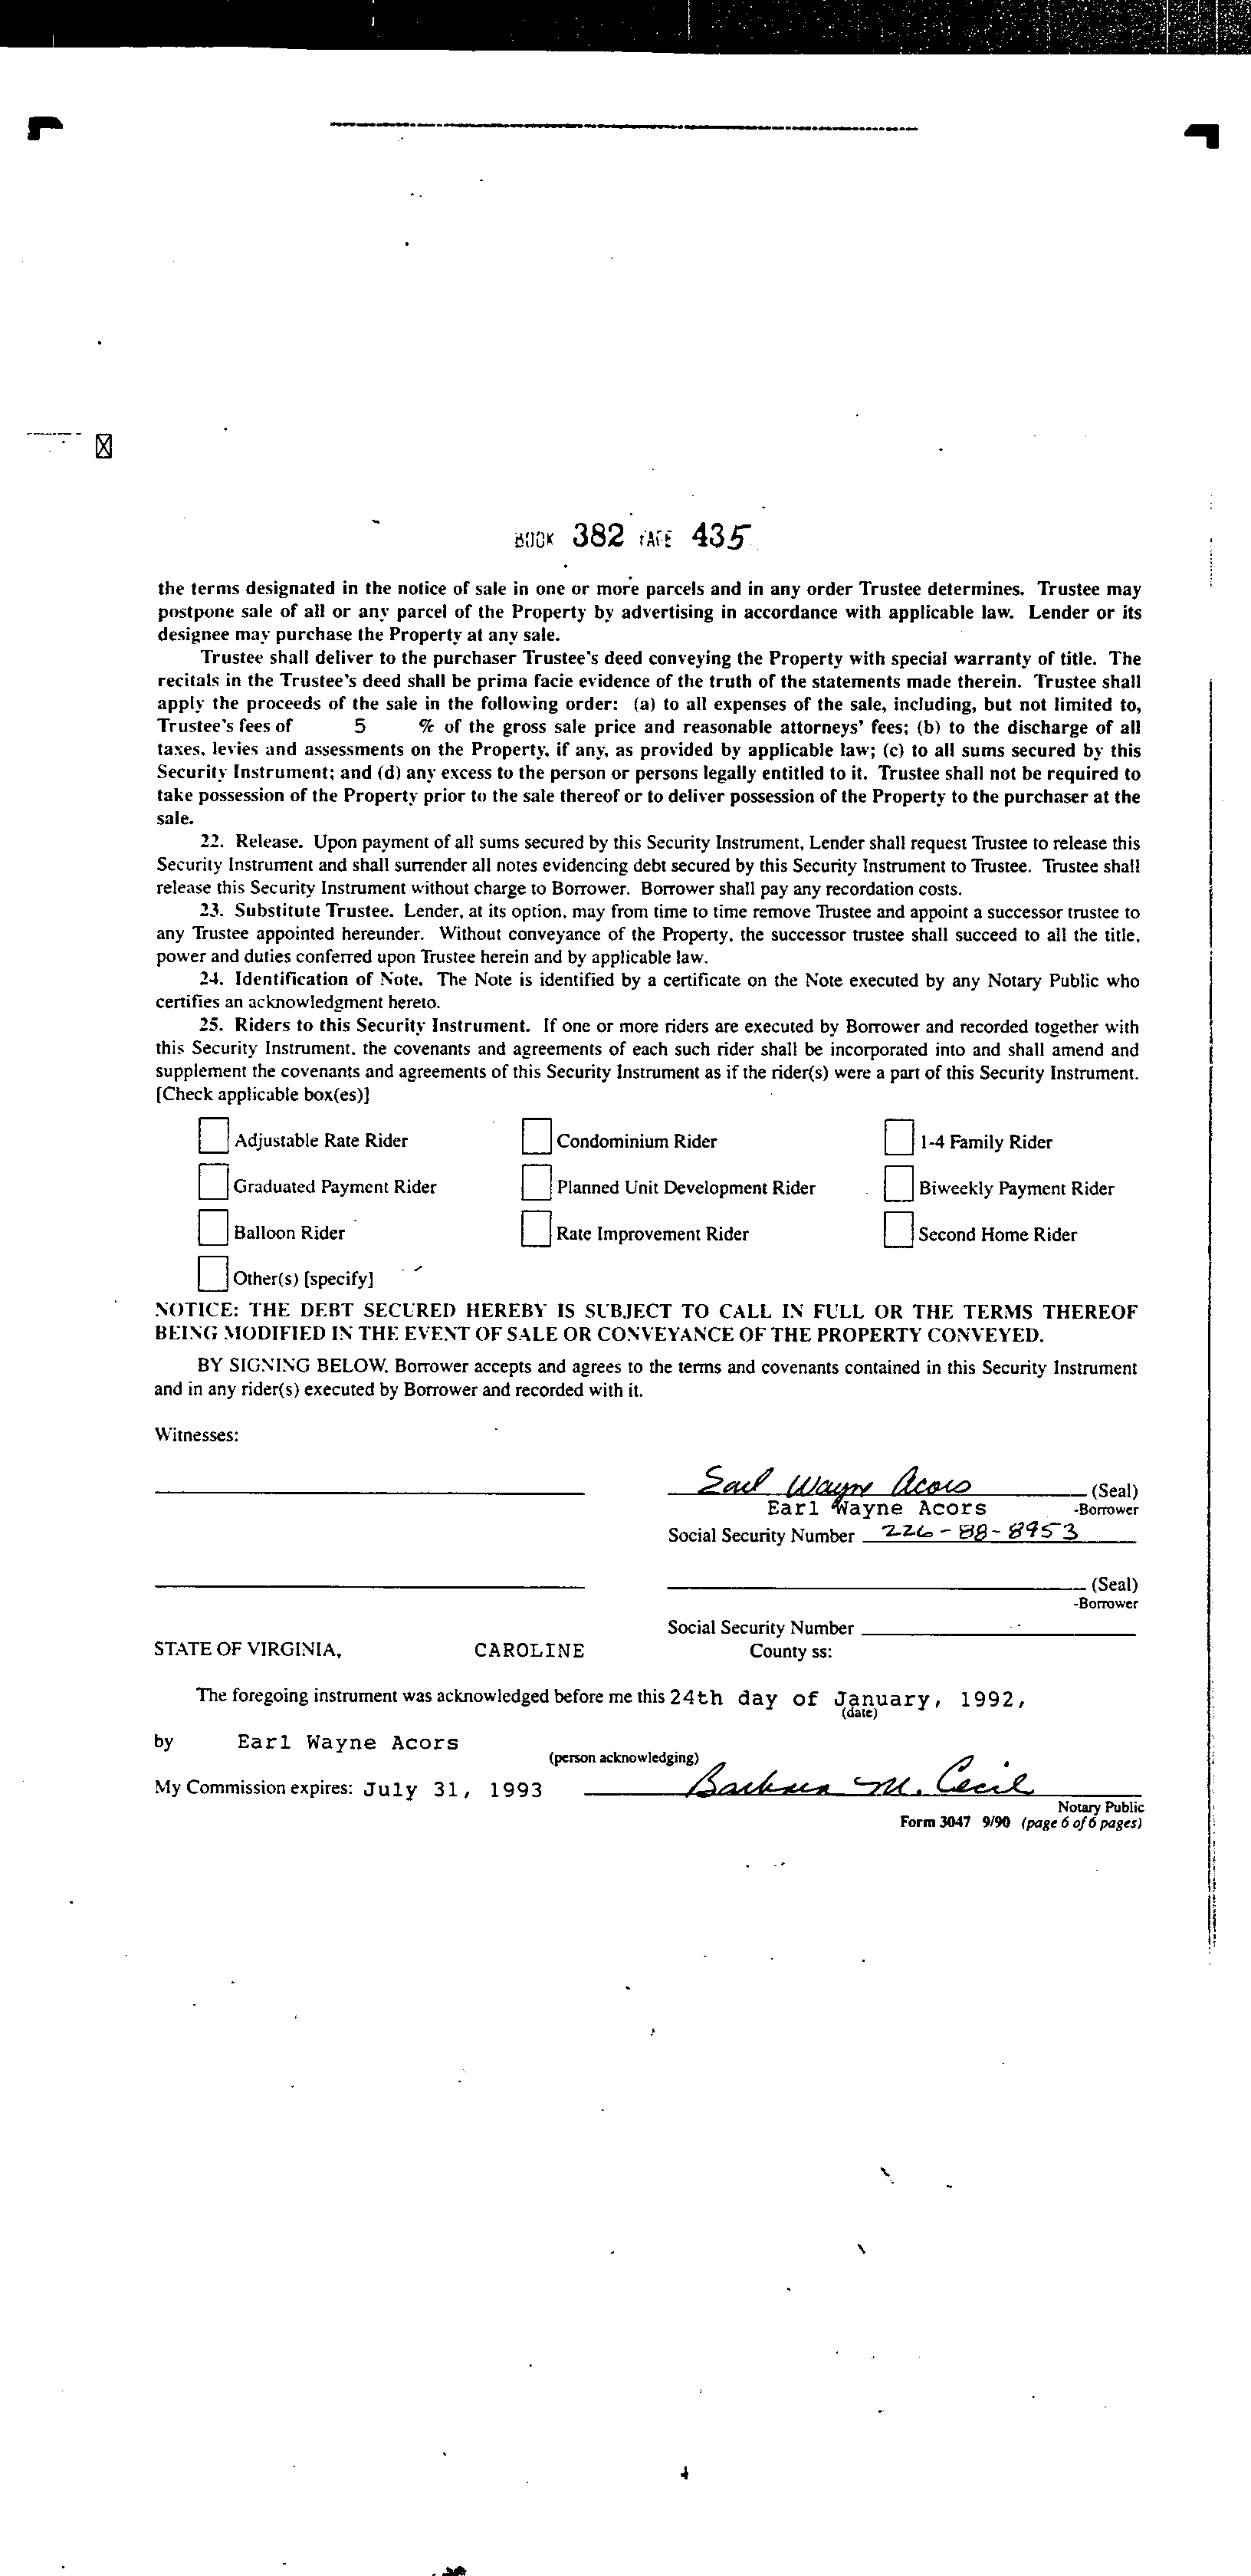 BOOK 382 PAGE 435
the terms designated in the notice of sale in one or more parcels and in any order Trustee determines. Trustee may
postpone sale of all or any parcel of the Property by advertising in accordance with applicable law. Lender or its
designee may purchase the Property at any sale.
Trustee shall deliver to the purchaser Trustee's deed conveying the Property with special warranty of title. The
recitals in the Trustee's deed shall be prima facie evidence of the truth of the statements made therein. Trustee shall
apply the proceeds of the sale in the following order: (a) to all expenses of the sale, including, but not limited to,
Trustee's fees of 5 % of the gross sale price and reasonable attorneys' fees; (b) to the discharge of all
taxes, levies and assessments on the Property, if any, as provided by applicable law; (c) to all sums secured by this
Security Instrument; and (d) any excess to the person or persons legally entitled to it. Trustee shall not be required to
take possession of the Property prior to the sale thereof or to deliver possession of the Property to the purchaser at the
sale.
22. Release. Upon payment of all sums secured by this Security Instrument, Lender shall request Trustee to release this
Security Instrument and shall surrender all notes evidencing debt secured by this Security Instrument to Trustee. Trustee shall
release this Security Instrument without charge to Borrower. Borrower shall pay any recordation costs.
23. Substitute Trustee. Lender, at its option, may from time to time remove Trustee and appoint a successor trustee to
any Trustee appointed hereunder. Without conveyance of the Property, the successor trustee shall succeed to all the title,
power and duties conferred upon Trustee herein and by applicable law.
24. Identification of Note. The Note is identified by a certificate on the Note executed by any Notary Public who
certifies an acknowledgment hereto.
25. Riders to this Security Instrument. If one or more riders are executed by Borrower and recorded together with
this Security Instrument, the covenants and agreements of each such rider shall be incorporated into and shall amend and
supplement the covenants and agreements of this Security Instrument as if the rider(s) were a part of this Security Instrument.
[Check applicable box(es)]
Adjustable Rate Rider Condominium Rider 1-4 Family Rider
Graduated Payment Rider Planned Unit Development Rider Biweekly Payment Rider
Balloon Rider Rate Improvement Rider Second Home Rider
Other(s) [specify]
NOTICE: THE DEBT SECURED HEREBY IS SUBJECT TO CALL IN FULL OR THE TERMS THEREOF
BEING MODIFIED IN THE EVENT OF SALE OR CONVEYANCE OF THE PROPERTY CONVEYED.
BY SIGNING BELOW, Borrower accepts and agrees to the terms and covenants contained in this Security Instrument
and in any rider(s) executed by Borrower and recorded with it.
Witnesses:
Earl Wayne Acors (Seal)
Earl Wayne Acors -Borrower
Social Security Number 226-88-8953
(Seal)
-Borrower
Social Security Number
STATE OF VIRGINIA, CAROLINE County ss:
The foregoing instrument was acknowledged before me this 24th day of January, 1992,
(date)
by Earl Wayne Acors
(person acknowledging)
My Commission expires: July 31, 1993 Barbara M. Cecil
Notary Public
Form 3047 9/90 (page 6 of 6 pages)